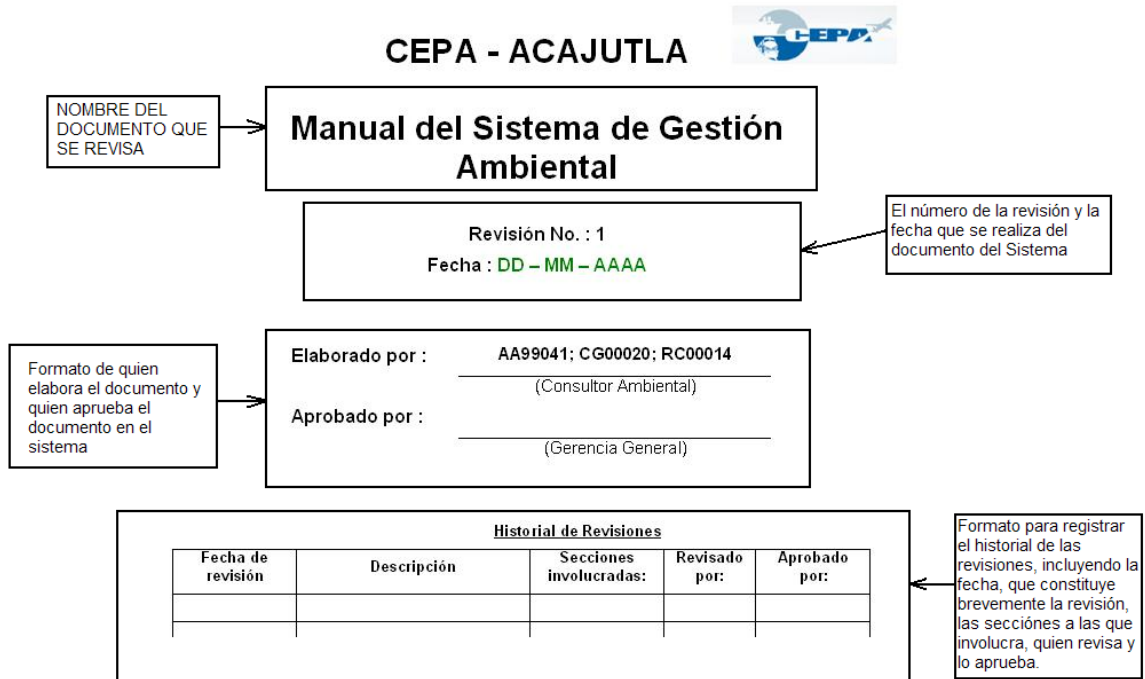 CEPA - ACAJUTLA
CEPA
NOMBRE DEL
DOCUMENTO QUE
SE REVISA
Manual del Sistema de Gestión
Ambiental
Revisión No. : 1
Fecha : DD – MM – AAAA
El número de la revisión y la
fecha que se realiza del
documento del Sistema
Formato de quien
elabora el documento y
quien aprueba el
documento en el
sistema
Elaborado por : AA99041; CG00020; RC00014
(Consultor Ambiental)
Aprobado por :
(Gerencia General)
Historial de Revisiones
Fecha de
revisión
Descripción
Secciones
involucradas:
Revisado
por:
Aprobado
por:
Formato para registrar
el historial de las
revisiones, incluyendo la
fecha, que constituye
brevemente la revisión,
las secciónes a las que
involucra, quien revisa y
lo aprueba.